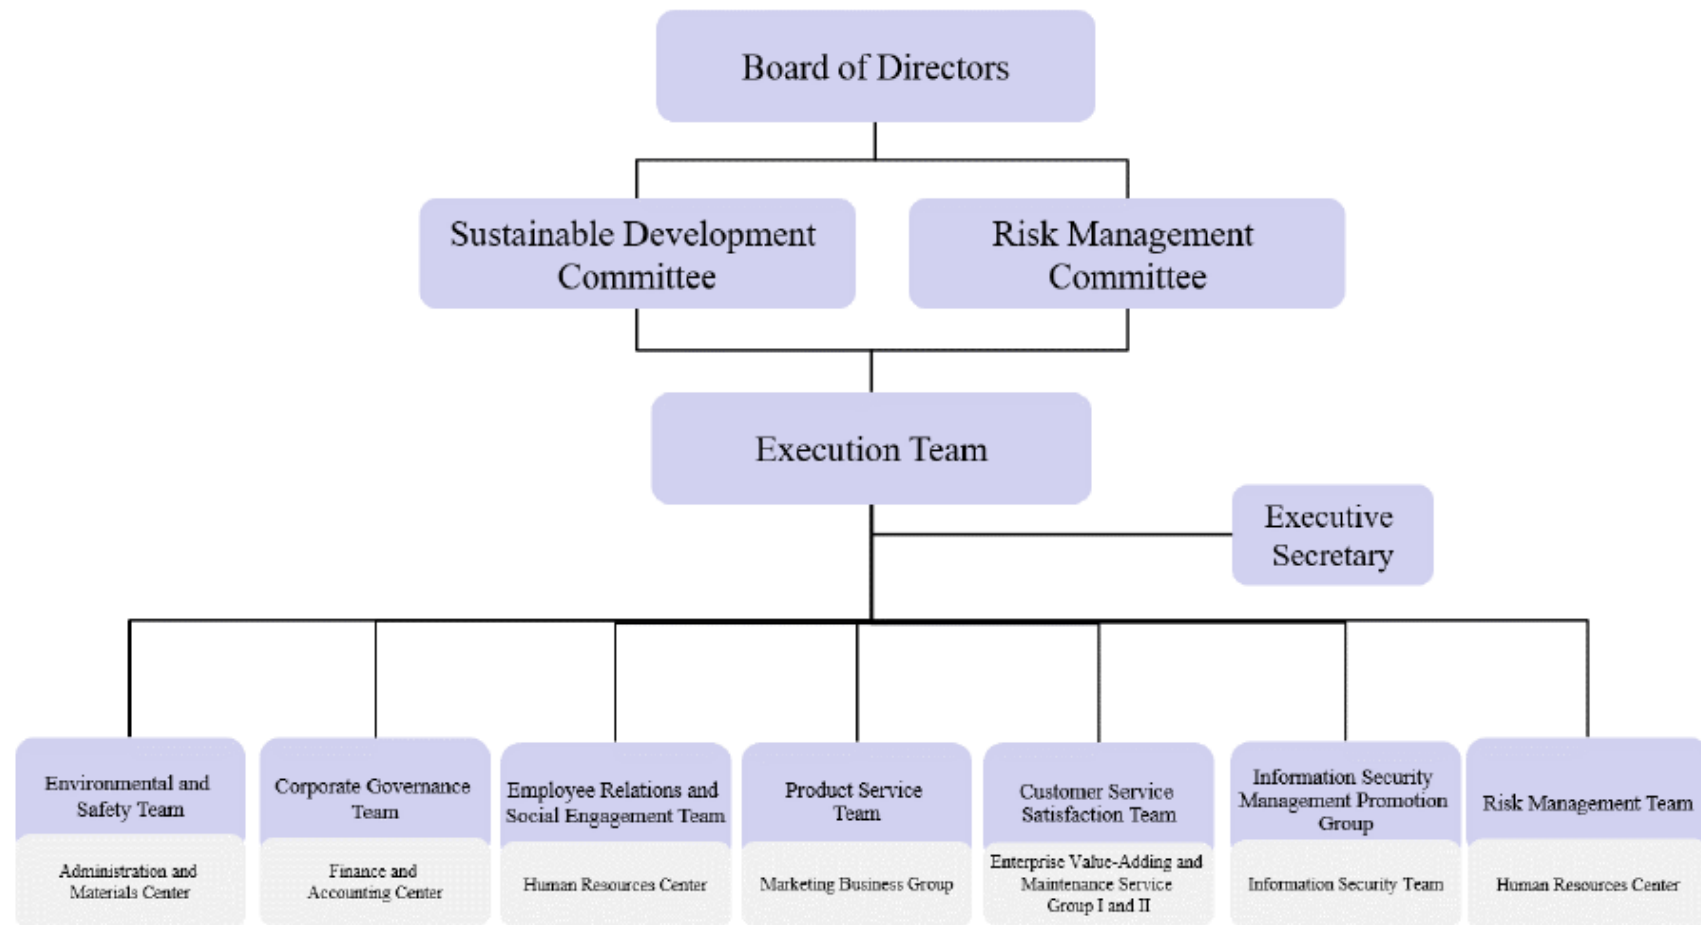 Board of Directors
Sustainable Development
Committee
Risk Management
Committee
Execution Team
Executive
Secretary
Environmental and
Safety Team
Administration and
Materials Center
Corporate Governance
Team
Finance and
Accounting Center
Employee Relations and
Social Engagement Team
Human Resources Center
Product Service
Team
Marketing Business Group
Customer Service
Satisfaction Team
Enterprise Value-Adding and
Maintenance Service
Group I and II
Information Security
Management Promotion
Group
Information Security Team
Risk Management Team
Human Resources Center